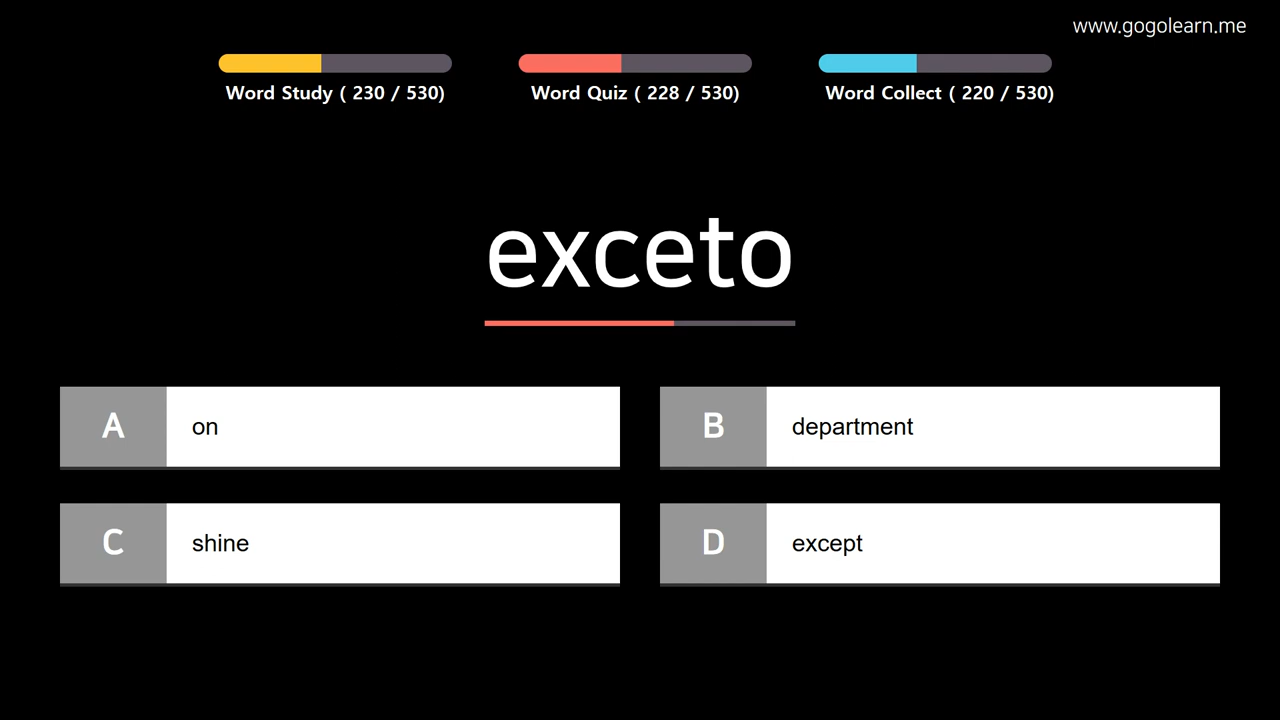 www.gogolearn.me
Word Study ( 230 / 530)
Word Quiz ( 228 / 530)
Word Collect ( 220 / 530)
exceto
A on
B department
C shine
D except